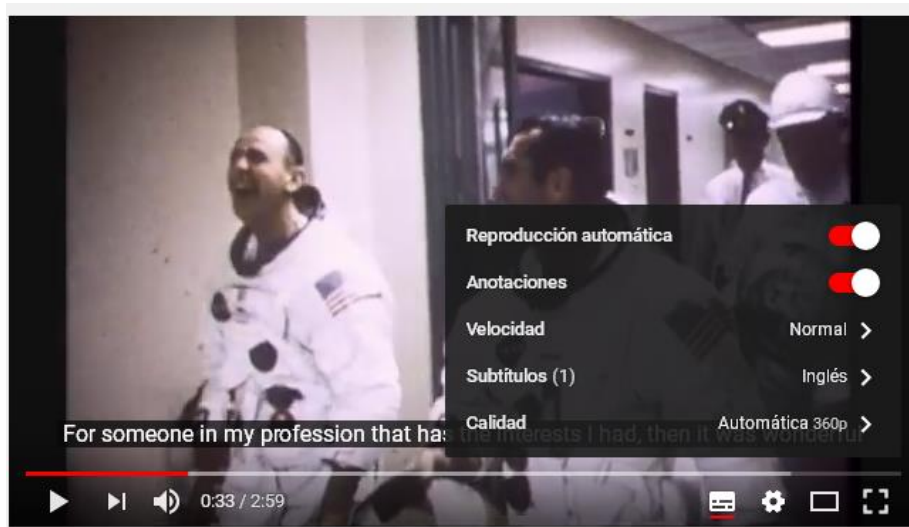 Reproducción automática
Anotaciones
Velocidad Normal
Subtítulos (1) Inglés
Calidad Automática 360p
For someone in my profession that has the interests I had, then it was wonderful
0:33 / 2:59